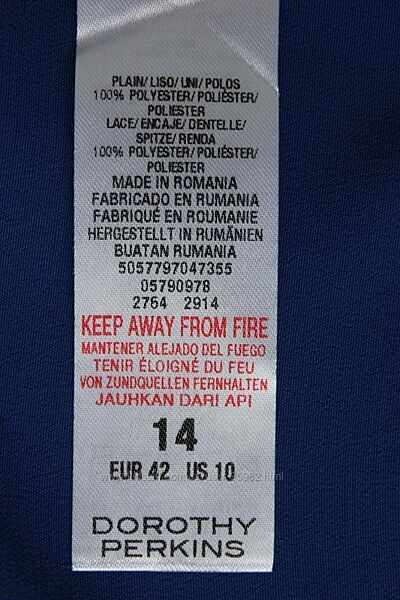 PLAIN/ LISO/ UNI/ POLOS
100% POLYESTER/ POLIÉSTER/
POLIESTER
LACE/ ENCAJE/ DENTELLE/
SPITZE/ RENDA
100% POLYESTER/ POLIÉSTER/
POLIESTER
MADE IN ROMANIA
FABRICADO EN RUMANIA
FABRIQUÉ EN ROUMANIE
HERGESTELLT IN RUMÄNIEN
BUATAN RUMANIA
5057797047355
05790978
2764 2914
KEEP AWAY FROM FIRE
MANTENER ALEJADO DEL FUEGO
TENIR ÉLOIGNÉ DU FEU
VON ZUNDQUELLEN FERNHALTEN
JAUHKAN DARI API
14
EUR 42 US 10
DOROTHY
PERKINS